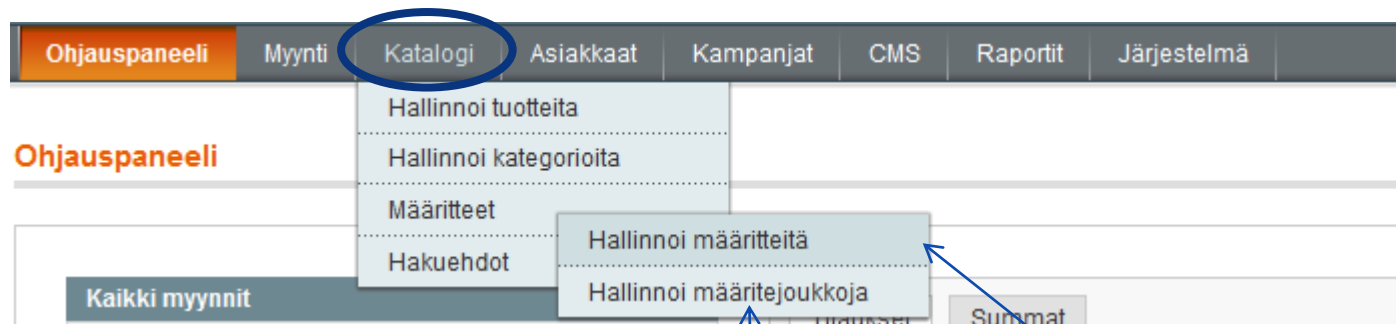 Ohjauspaneeli Myynti Katalogi Asiakkaat Kampanjat CMS Raportit Järjestelmä
Hallinnoi tuotteita
Ohjauspaneeli
Hallinnoi kategorioita
Määritteet
Hallinnoi määritteitä
Hakuehdot
Hallinnoi määritejoukkoja
Kaikki myynnit
Summat